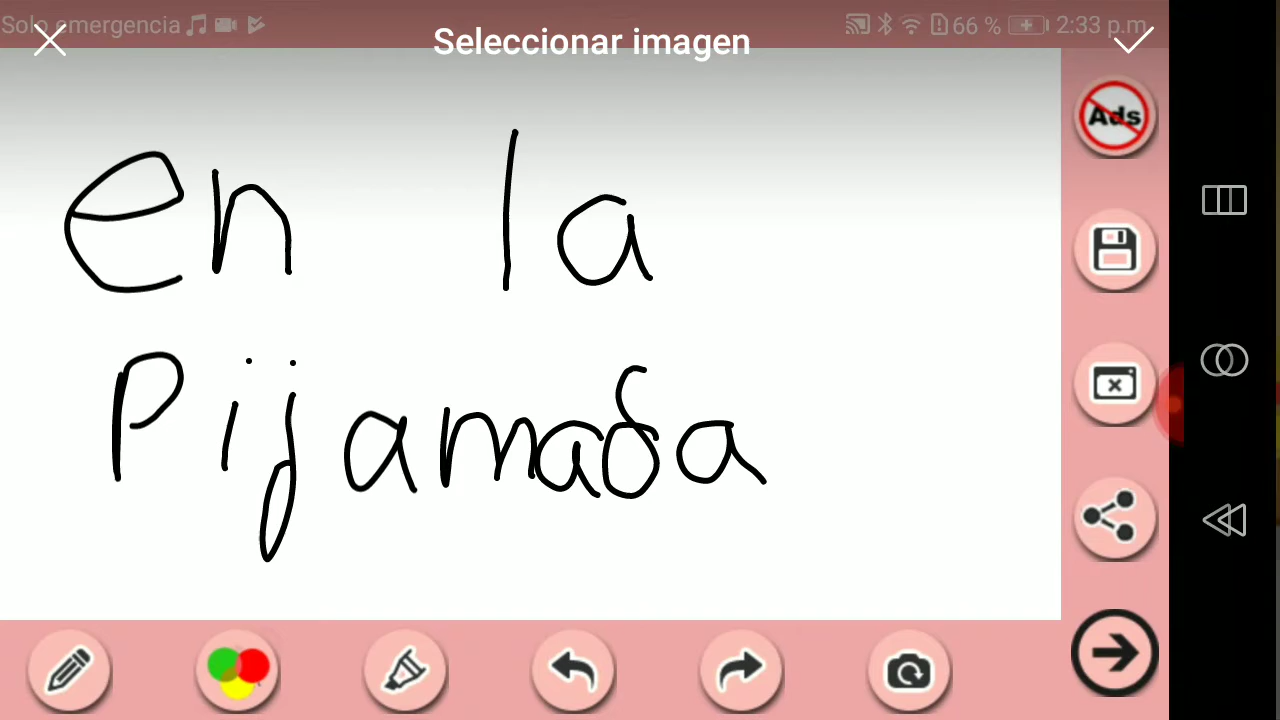 Solo emergencia 66 % 2:33 p.m.
Seleccionar imagen
Ads
en la
Pijamada